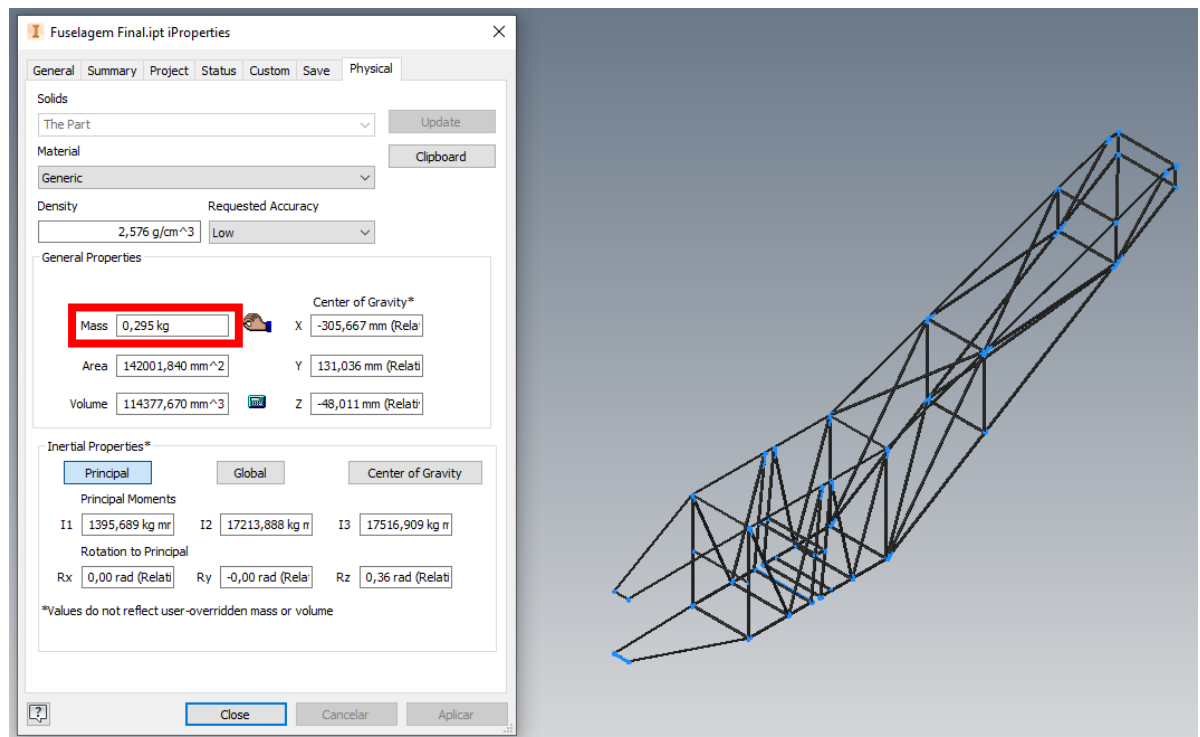 Fuselagem Final.ipt iProperties
General Summary Project Status Custom Save Physical
Solids
The Part
Update
Material
Clipboard
Generic
Density Requested Accuracy
2,576 g/cm^3 Low
General Properties
Center of Gravity*
Mass 0,295 kg X -305,667 mm (Rela
Area 142001,840 mm^2 Y 131,036 mm (Relati
Volume 114377,670 mm^3 Z -48,011 mm (Relati
Inertial Properties*
Principal Global Center of Gravity
Principal Moments
I1 1395,689 kg mr I2 17213,888 kg m I3 17516,909 kg m
Rotation to Principal
Rx 0,00 rad (Relati Ry -0,00 rad (Rela Rz 0,36 rad (Relati
*Values do not reflect user-overridden mass or volume
? Close Cancelar Aplicar